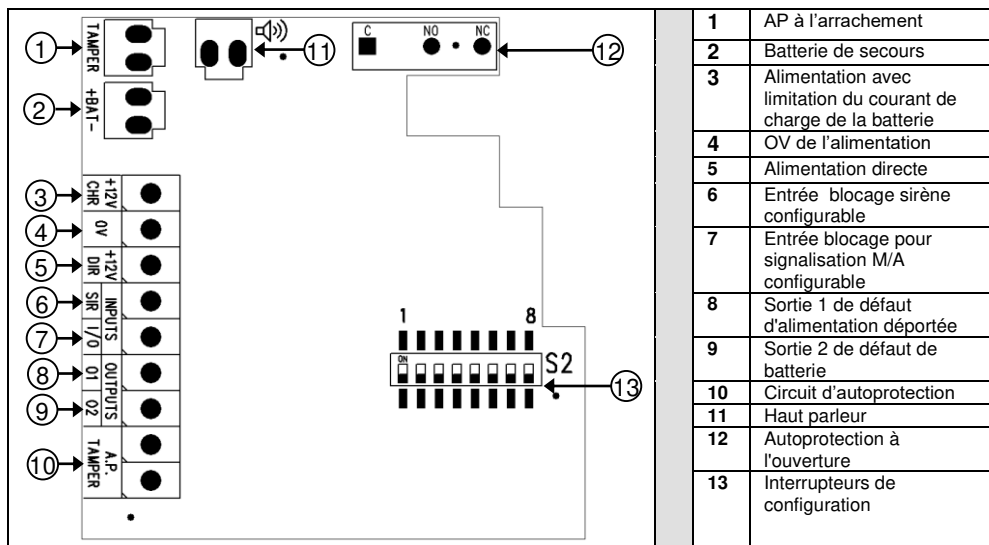 1
TAMPER
2
+BAT-
11
C NO NC
12
3
+12V
CHR
4
0V
5
+12V
DIR
6
SIR
INPUTS
7
I/O
8
O1
OUTPUTS
9
O2
10
A.P.
TAMPER
1 8
ON
S2
13
1 AP à l'arrachement
2 Batterie de secours
3 Alimentation avec
limitation du courant de
charge de la batterie
4 OV de l'alimentation
5 Alimentation directe
6 Entrée blocage sirène
configurable
7 Entrée blocage pour
signalisation M/A
configurable
8 Sortie 1 de défaut
d'alimentation déportée
9 Sortie 2 de défaut de
batterie
10 Circuit d'autoprotection
11 Haut parleur
12 Autoprotection à
l'ouverture
13 Interrupteurs de
configuration